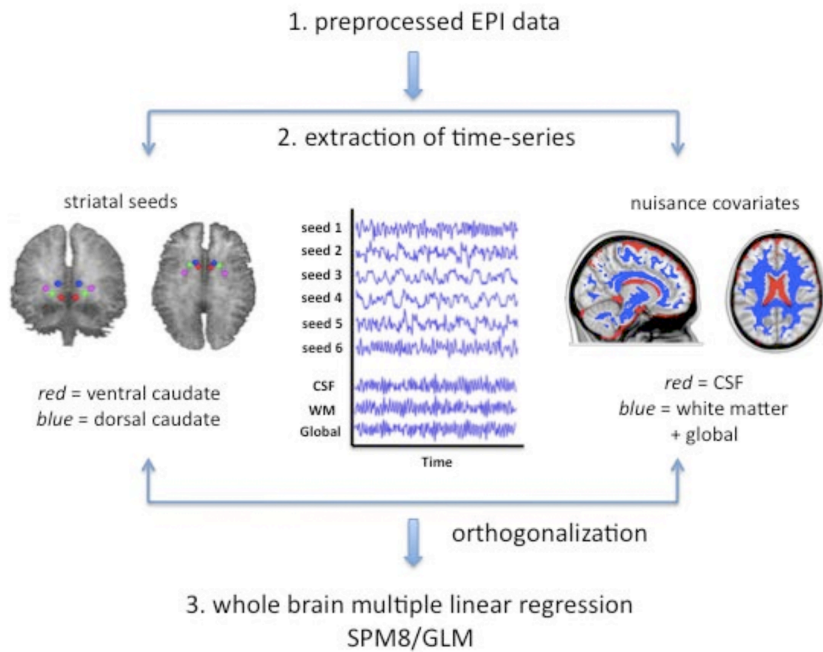 1. preprocessed EPI data
2. extraction of time-series
striatal seeds
red = ventral caudate
blue = dorsal caudate
seed 1
seed 2
seed 3
seed 4
seed 5
seed 6
CSF
WM
Global
Time
nuisance covariates
red = CSF
blue = white matter
+ global
orthogonalization
3. whole brain multiple linear regression
SPM8/GLM